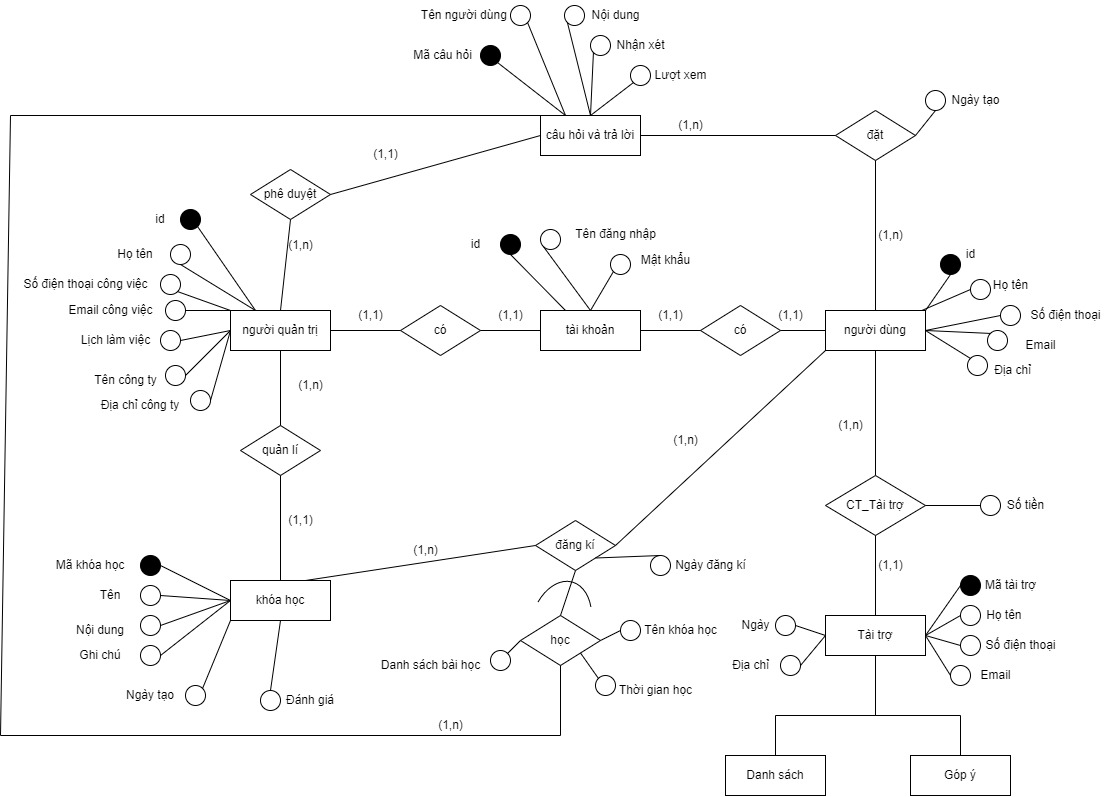 Tên người dùng
Nội dung
Mã câu hỏi
Nhận xét
Lượt xem
câu hỏi và trả lời
(1,n)
đặt
Ngày tạo
(1,1)
phê duyệt
(1,n)
(1,n)
id
Họ tên
Số điện thoại công việc
Email công việc
Lịch làm việc
Tên công ty
Địa chỉ công ty
người quản trị
(1,1)
có
(1,1)
id
Tên đăng nhập
Mật khẩu
tài khoản
(1,1)
có
(1,1)
người dùng
id
Họ tên
Số điện thoại
Email
Địa chỉ
(1,n)
quản lí
(1,1)
(1,n)
(1,n)
CT_Tài trợ
Số tiền
(1,1)
Mã khóa học
Tên
Nội dung
Ghi chú
Ngày tạo
Đánh giá
khóa học
(1,n)
đăng kí
Ngày đăng kí
học
Tên khóa học
Danh sách bài học
Thời gian học
(1,n)
Ngày
Địa chỉ
Tài trợ
Mã tài trợ
Họ tên
Số điện thoại
Email
Danh sách
Góp ý